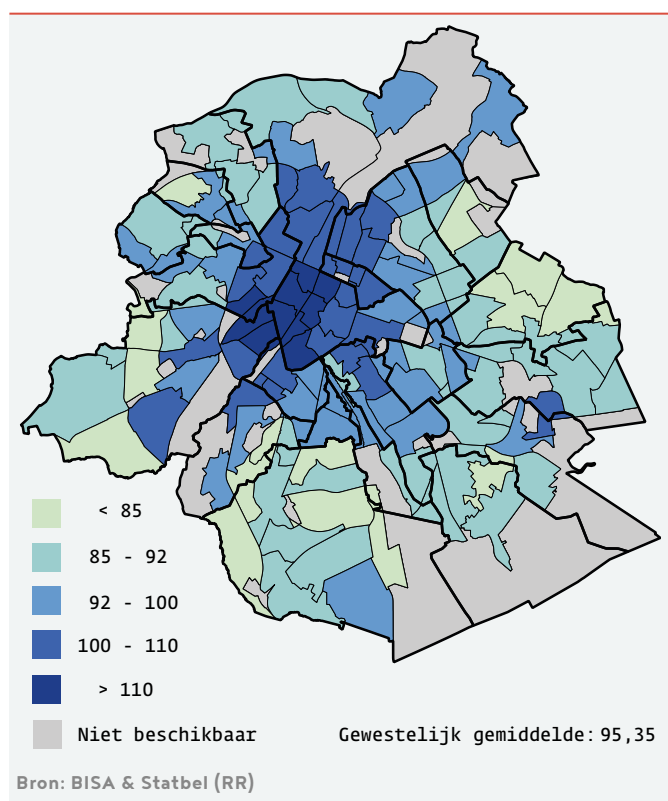 < 85
85 - 92
92 - 100
100 - 110
> 110
Niet beschikbaar
Gewestelijk gemiddelde: 95,35
Bron: BISA & Statbel (RR)